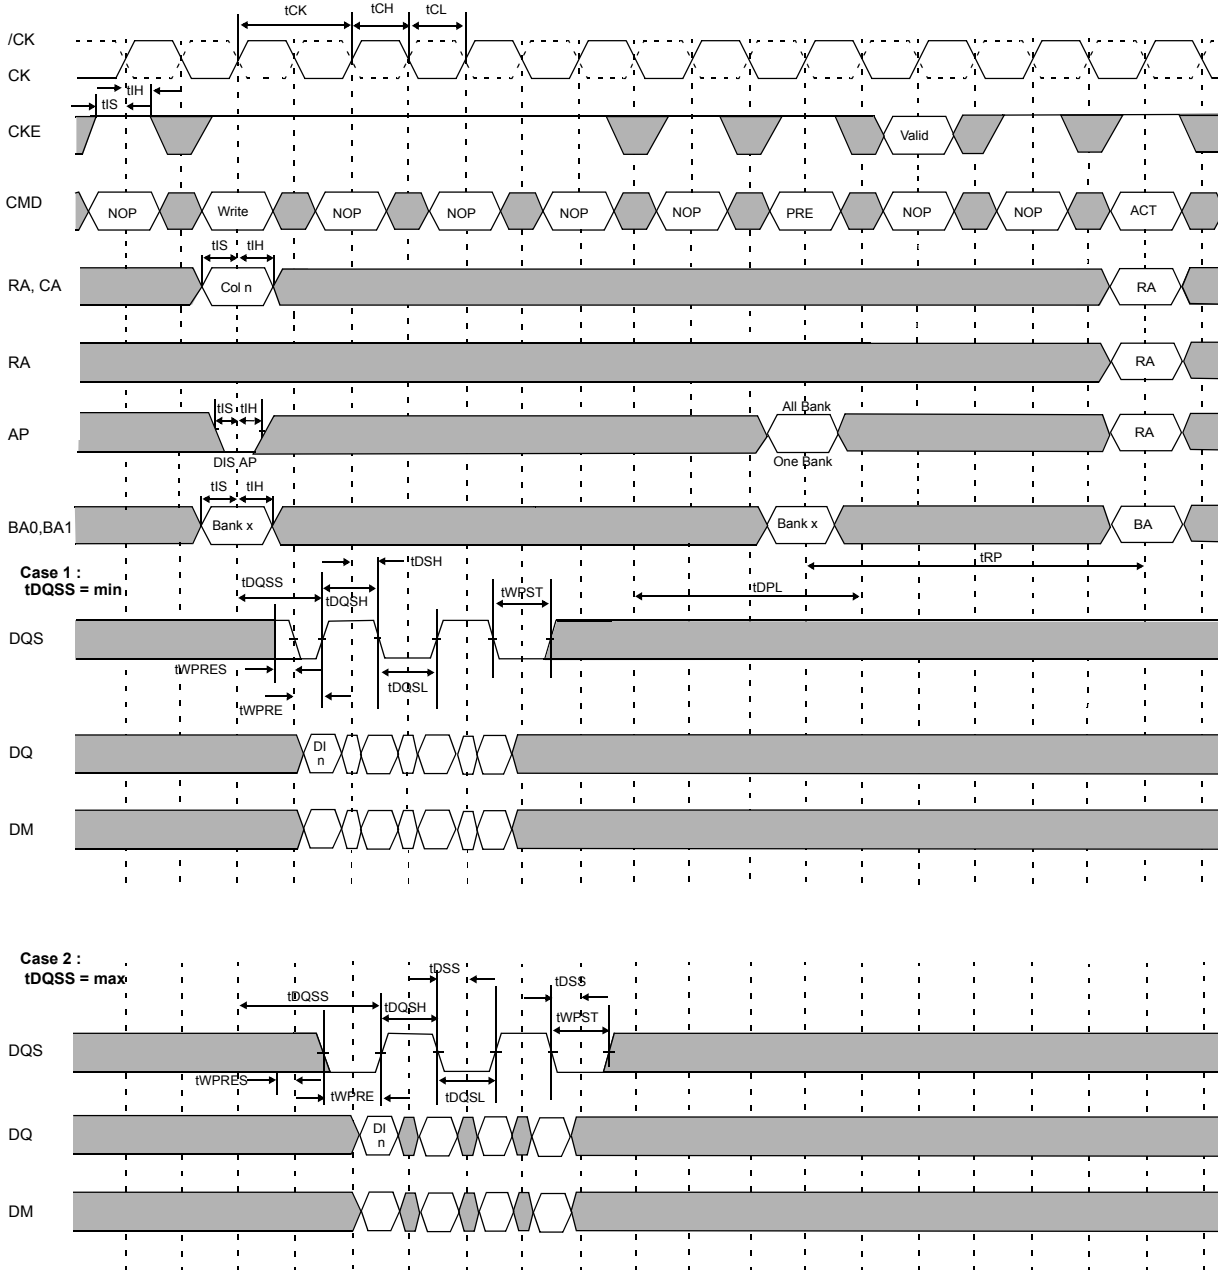 tCK tCH tCL
/CK
CK
tIH
tIS
CKE Valid
CMD NOP Write NOP NOP NOP NOP PRE NOP NOP ACT
tIS tIH
RA, CA Col n RA
RA RA
tIS tIH All Bank
AP RA
DIS AP One Bank
tIS tIH
BA0,BA1 Bank x Bank x BA
Case 1 :
tDSH tRP
tDQSS = min tDQSS tDQSH tWPST tDPL
DQS
tWPRES tDQSL
tWPRE
DQ DI
n
DM
Case 2 :
tDQSS = max tDSS tDSS
tDQSS tDQSH tWPST
DQS
tWPRES tWPRE tDQSL
DQ DI
n
DM